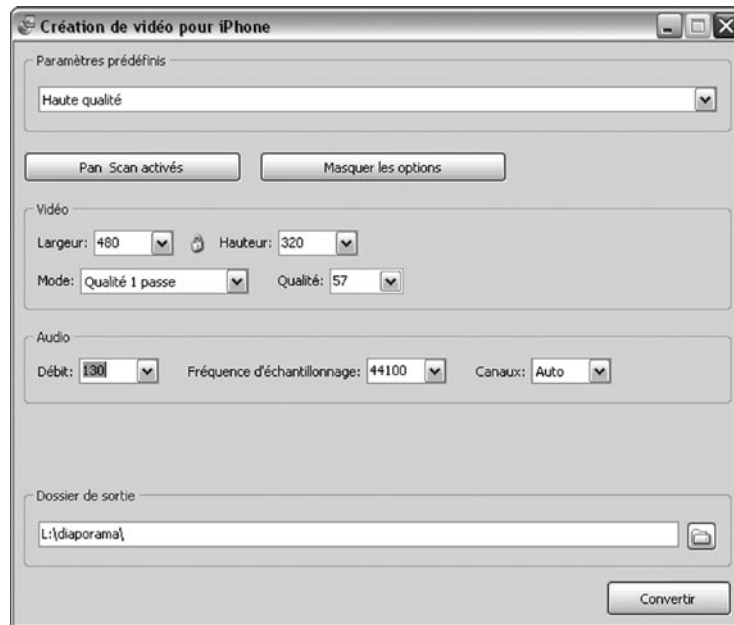 Création de vidéo pour iPhone
Paramètres prédéfinis
Haute qualité
Pan Scan activés Masquer les options
Vidéo
Largeur: 480 Hauteur: 320
Mode: Qualité 1 passe Qualité: 57
Audio
Débit: 130 Fréquence d'échantillonnage: 44100 Canaux: Auto
Dossier de sortie
L:\diaporama\
Convertir